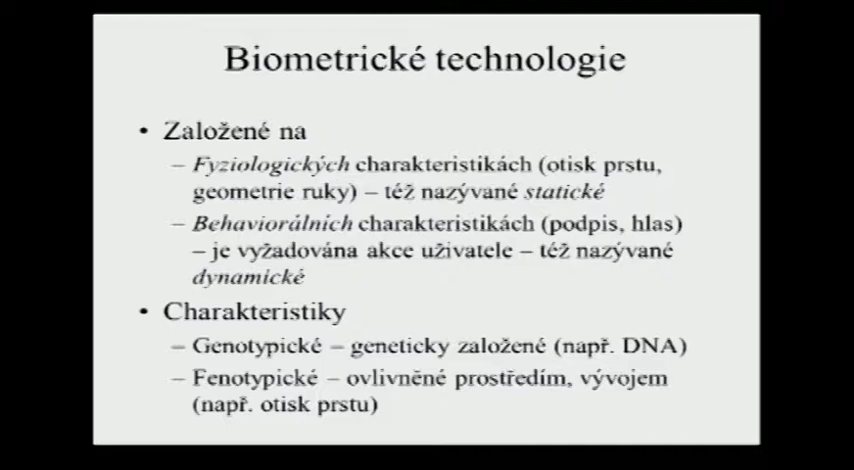 Biometrické technologie
• Založené na
– Fyziologických charakteristikách (otisk prstu,
geometrie ruky) – též nazývané statické
– Behaviorálních charakteristikách (podpis, hlas)
– je vyžadována akce uživatele – též nazývané
dynamické
• Charakteristiky
– Genotypické – geneticky založené (např. DNA)
– Fenotypické – ovlivněné prostředím, vývojem
(např. otisk prstu)